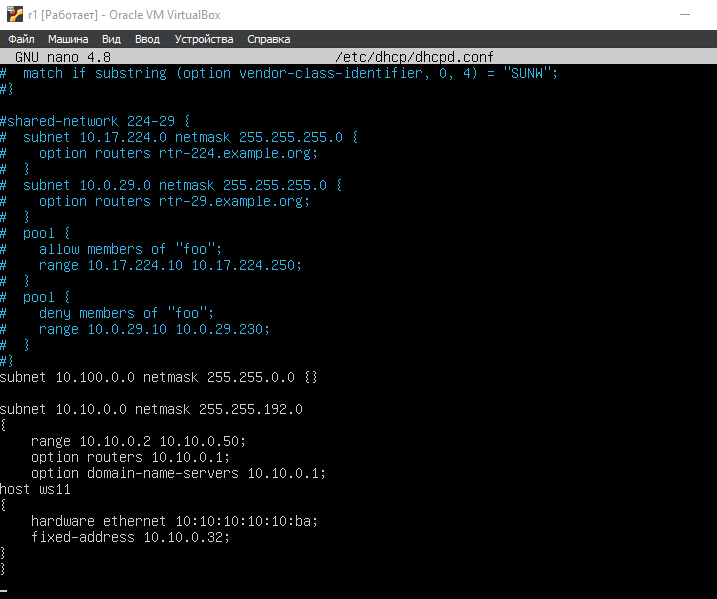 r1 [Работает] - Oracle VM VirtualBox
Файл Машина Вид Ввод Устройства Справка
GNU nano 4.8 /etc/dhcp/dhcpd.conf
#  match if substring (option vendor-class-identifier, 0, 4) = "SUNW";
#}

#shared-network 224-29 {
#  subnet 10.17.224.0 netmask 255.255.255.0 {
#    option routers rtr-224.example.org;
#  }
#  subnet 10.0.29.0 netmask 255.255.255.0 {
#    option routers rtr-29.example.org;
#  }
#  pool {
#    allow members of "foo";
#    range 10.17.224.10 10.17.224.250;
#  }
#  pool {
#    deny members of "foo";
#    range 10.0.29.10 10.0.29.230;
#  }
#}
subnet 10.100.0.0 netmask 255.255.0.0 {}

subnet 10.10.0.0 netmask 255.255.192.0
{
    range 10.10.0.2 10.10.0.50;
    option routers 10.10.0.1;
    option domain-name-servers 10.10.0.1;
host ws11
{
    hardware ethernet 10:10:10:10:10:ba;
    fixed-address 10.10.0.32;
}
}